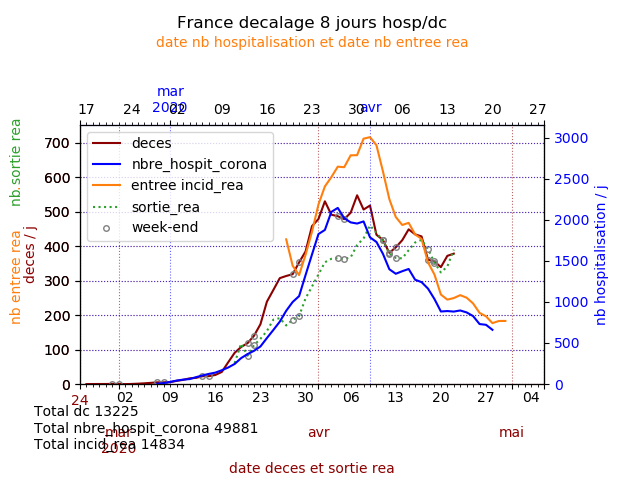 France decalage 8 jours hosp/dc
date nb hospitalisation et date nb entree rea
mar
2020
avr
17 24 02 09 16 23 30 06 13 20 27
deces
nbre_hospit_corona
entree incid_rea
sortie_rea
week-end
700
600
500
400
300
200
100
0
3000
2500
2000
1500
1000
500
0
nb.sortie rea
nb entree rea
deces / j
nb hospitalisation / j
24 02 09 16 23 30 06 13 20 27 04
Total dc 13225
Total nbre_hospit_corona 49881
Total incid_rea 14834
mar
2020
avr
mai
date deces et sortie rea